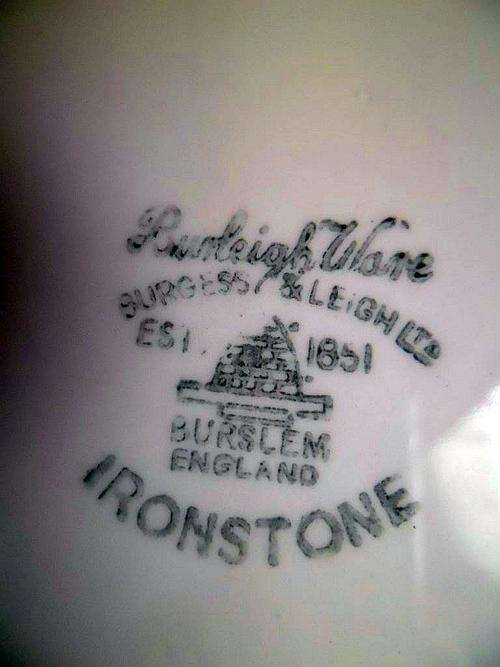 Burleigh Ware
BURGESS & LEIGH LTD
EST. 1851
BURSLEM
ENGLAND
IRONSTONE